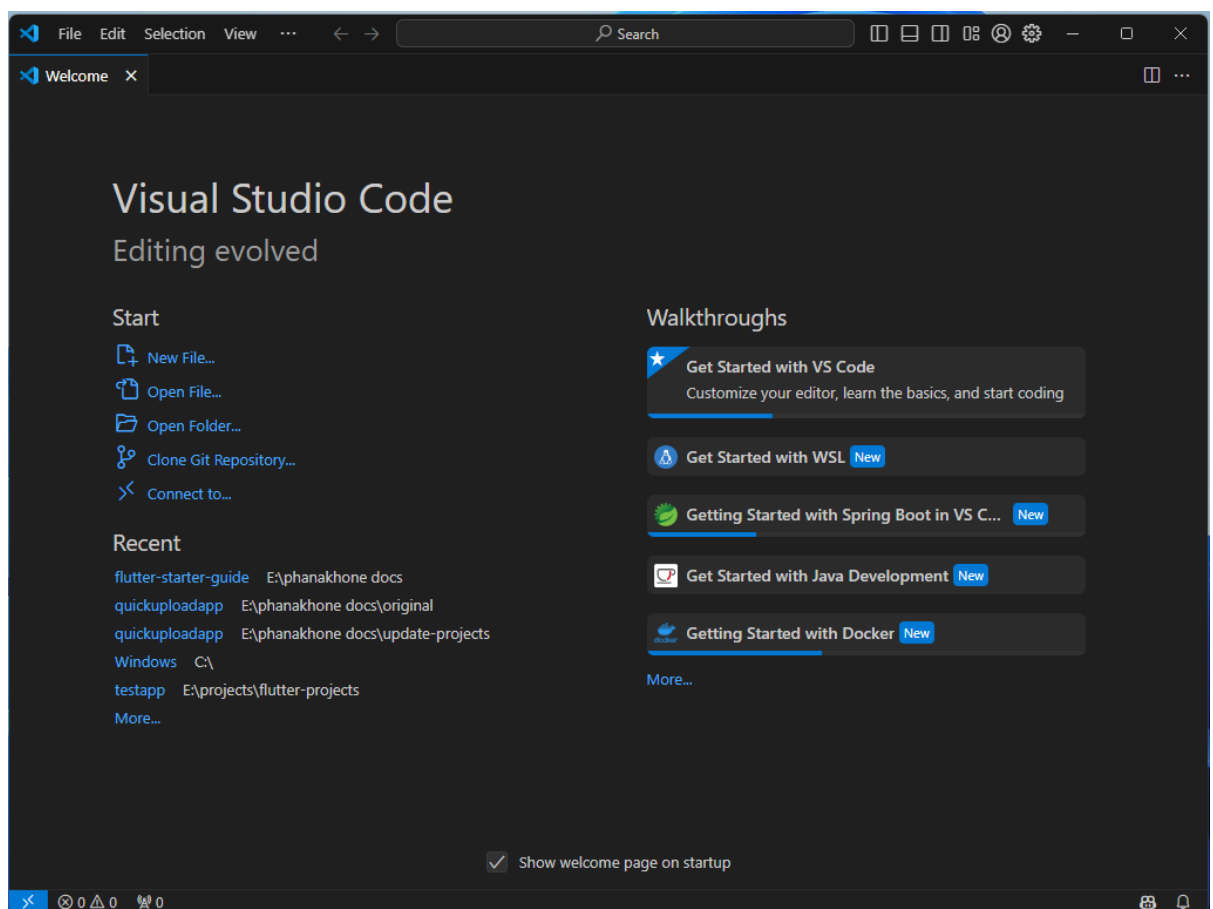 File Edit Selection View ··· Search
Welcome
Visual Studio Code
Editing evolved
Start
New File...
Open File...
Open Folder...
Clone Git Repository...
Connect to...
Recent
flutter-starter-guide E:\phanakhone docs
quickuploadapp E:\phanakhone docs\original
quickuploadapp E:\phanakhone docs\update-projects
Windows C:\
testapp E:\projects\flutter-projects
More...
Walkthroughs
Get Started with VS Code
Customize your editor, learn the basics, and start coding
Get Started with WSL New
Getting Started with Spring Boot in VS C... New
Get Started with Java Development New
docker
Getting Started with Docker New
More...
Show welcome page on startup
0 0 0